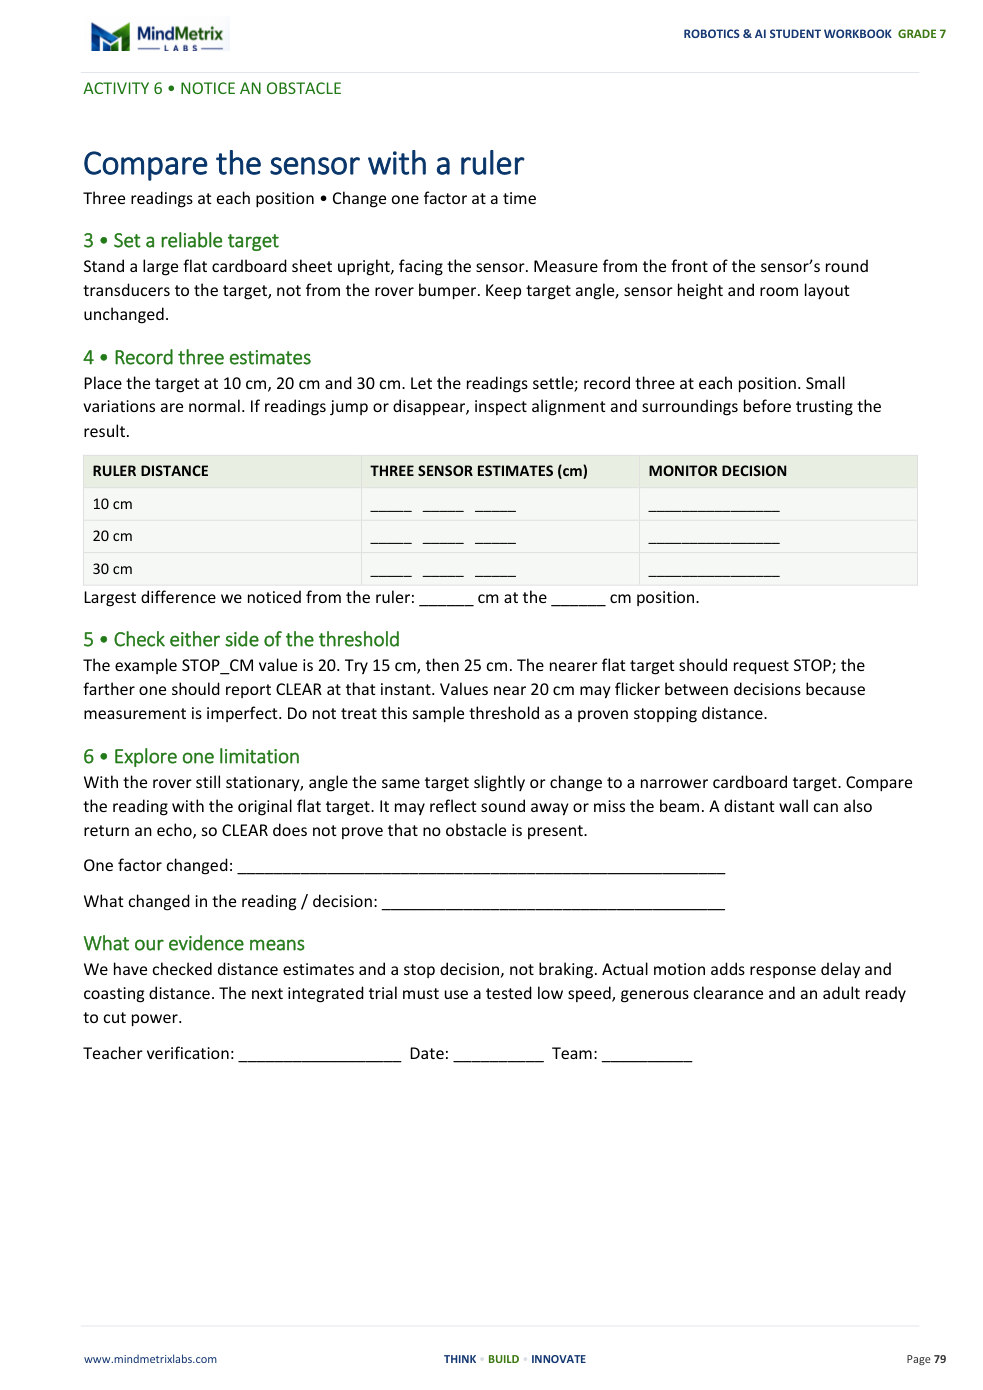 MindMetrix
LABS
ROBOTICS & AI STUDENT WORKBOOK GRADE 7
ACTIVITY 6 • NOTICE AN OBSTACLE
Compare the sensor with a ruler
Three readings at each position • Change one factor at a time
3 • Set a reliable target
Stand a large flat cardboard sheet upright, facing the sensor. Measure from the front of the sensor’s round
transducers to the target, not from the rover bumper. Keep target angle, sensor height and room layout
unchanged.
4 • Record three estimates
Place the target at 10 cm, 20 cm and 30 cm. Let the readings settle; record three at each position. Small
variations are normal. If readings jump or disappear, inspect alignment and surroundings before trusting the
result.
RULER DISTANCE THREE SENSOR ESTIMATES (cm) MONITOR DECISION
10 cm _____ _____ _____ ________________
20 cm _____ _____ _____ ________________
30 cm _____ _____ _____ ________________
Largest difference we noticed from the ruler: ______ cm at the ______ cm position.
5 • Check either side of the threshold
The example STOP_CM value is 20. Try 15 cm, then 25 cm. The nearer flat target should request STOP; the
farther one should report CLEAR at that instant. Values near 20 cm may flicker between decisions because
measurement is imperfect. Do not treat this sample threshold as a proven stopping distance.
6 • Explore one limitation
With the rover still stationary, angle the same target slightly or change to a narrower cardboard target. Compare
the reading with the original flat target. It may reflect sound away or miss the beam. A distant wall can also
return an echo, so CLEAR does not prove that no obstacle is present.
One factor changed: ______________________________________________________
What changed in the reading / decision: ______________________________________
What our evidence means
We have checked distance estimates and a stop decision, not braking. Actual motion adds response delay and
coasting distance. The next integrated trial must use a tested low speed, generous clearance and an adult ready
to cut power.
Teacher verification: __________________ Date: __________ Team: __________
www.mindmetrixlabs.com THINK • BUILD • INNOVATE Page 79